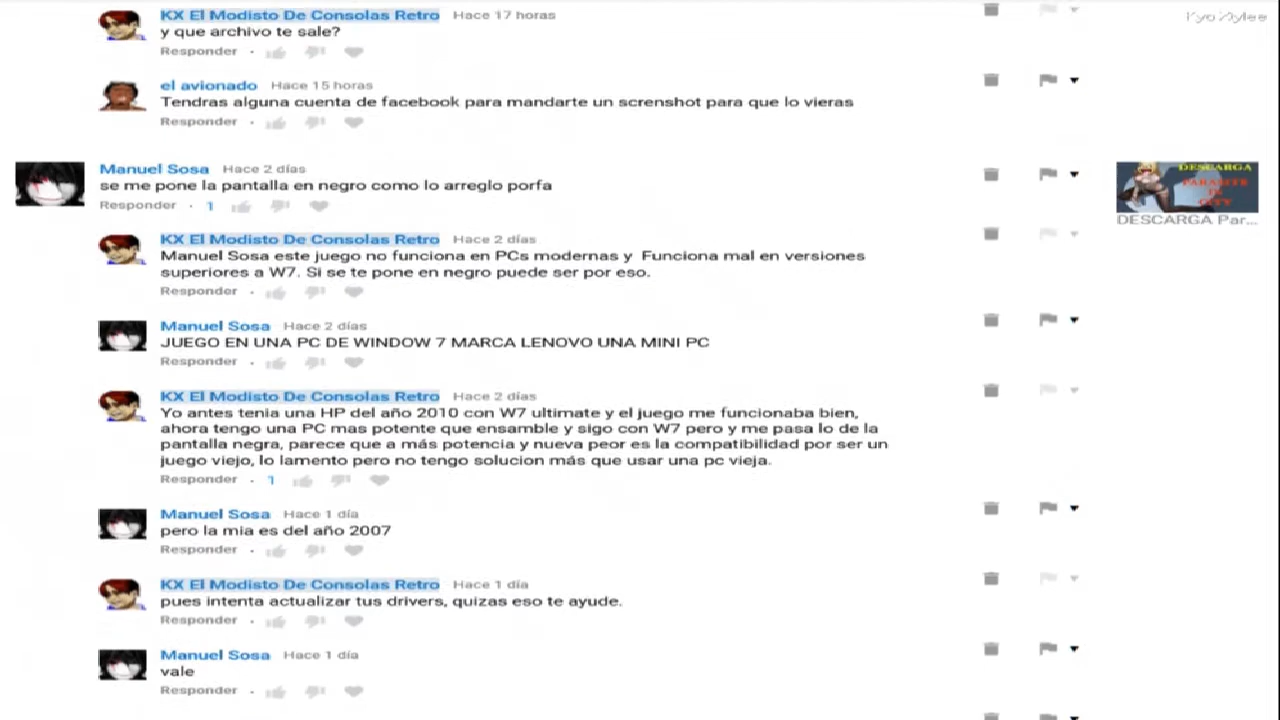 KX El Modisto De Consolas Retro Hace 17 horas
y que archivo te sale?
Responder ·
el avionado Hace 15 horas
Tendras alguna cuenta de facebook para mandarte un screnshot para que lo vieras
Responder ·
Manuel Sosa Hace 2 días
se me pone la pantalla en negro como lo arreglo porfa
Responder · 1
DESCARGA
PARASITE
IN
CITY
DESCARGA Par...
KX El Modisto De Consolas Retro Hace 2 días
Manuel Sosa este juego no funciona en PCs modernas y Funciona mal en versiones
superiores a W7. Si se te pone en negro puede ser por eso.
Responder ·
Manuel Sosa Hace 2 días
JUEGO EN UNA PC DE WINDOW 7 MARCA LENOVO UNA MINI PC
Responder ·
KX El Modisto De Consolas Retro Hace 2 días
Yo antes tenia una HP del año 2010 con W7 ultimate y el juego me funcionaba bien,
ahora tengo una PC mas potente que ensamble y sigo con W7 pero y me pasa lo de la
pantalla negra, parece que a más potencia y nueva peor es la compatibilidad por ser un
juego viejo, lo lamento pero no tengo solucion más que usar una pc vieja.
Responder · 1
Manuel Sosa Hace 1 día
pero la mia es del año 2007
Responder ·
KX El Modisto De Consolas Retro Hace 1 día
pues intenta actualizar tus drivers, quizas eso te ayude.
Responder ·
Manuel Sosa Hace 1 día
vale
Responder ·